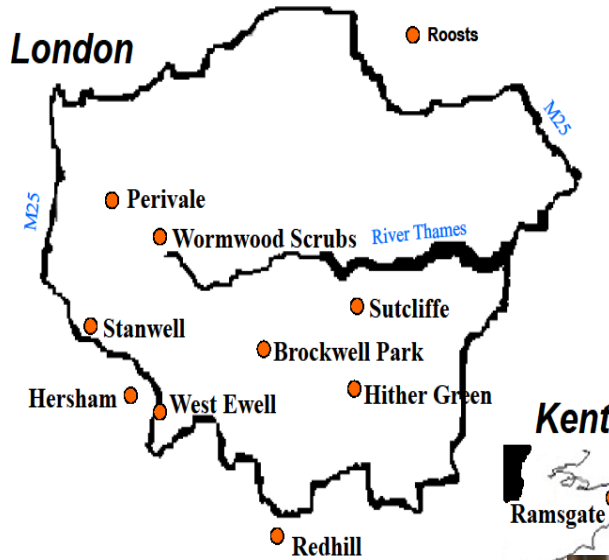 Roosts
London
M25
M25
Perivale
Wormwood Scrubs
River Thames
Sutcliffe
Stanwell
Brockwell Park
Hersham
West Ewell
Hither Green
Kent
Ramsgate
Redhill